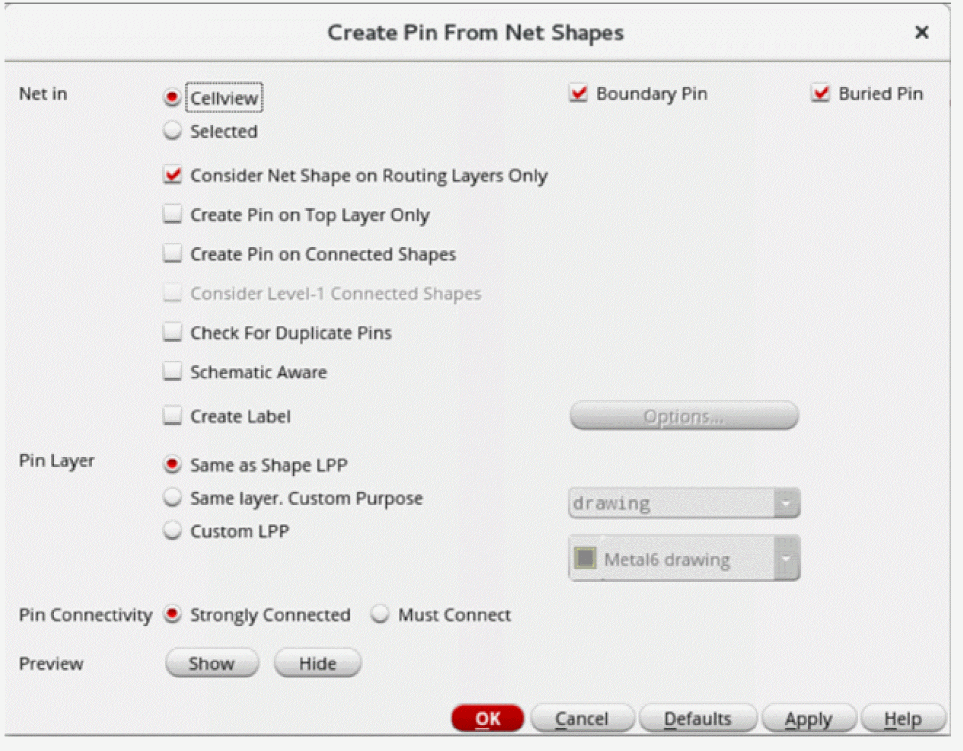 Create Pin From Net Shapes
Net in Cellview Boundary Pin Buried Pin
Selected
Consider Net Shape on Routing Layers Only
Create Pin on Top Layer Only
Create Pin on Connected Shapes
Consider Level-1 Connected Shapes
Check For Duplicate Pins
Schematic Aware
Create Label Options...
Pin Layer Same as Shape LPP
Same layer. Custom Purpose drawing
Custom LPP
Metal6 drawing
Pin Connectivity Strongly Connected Must Connect
Preview Show Hide
OK Cancel Defaults Apply Help